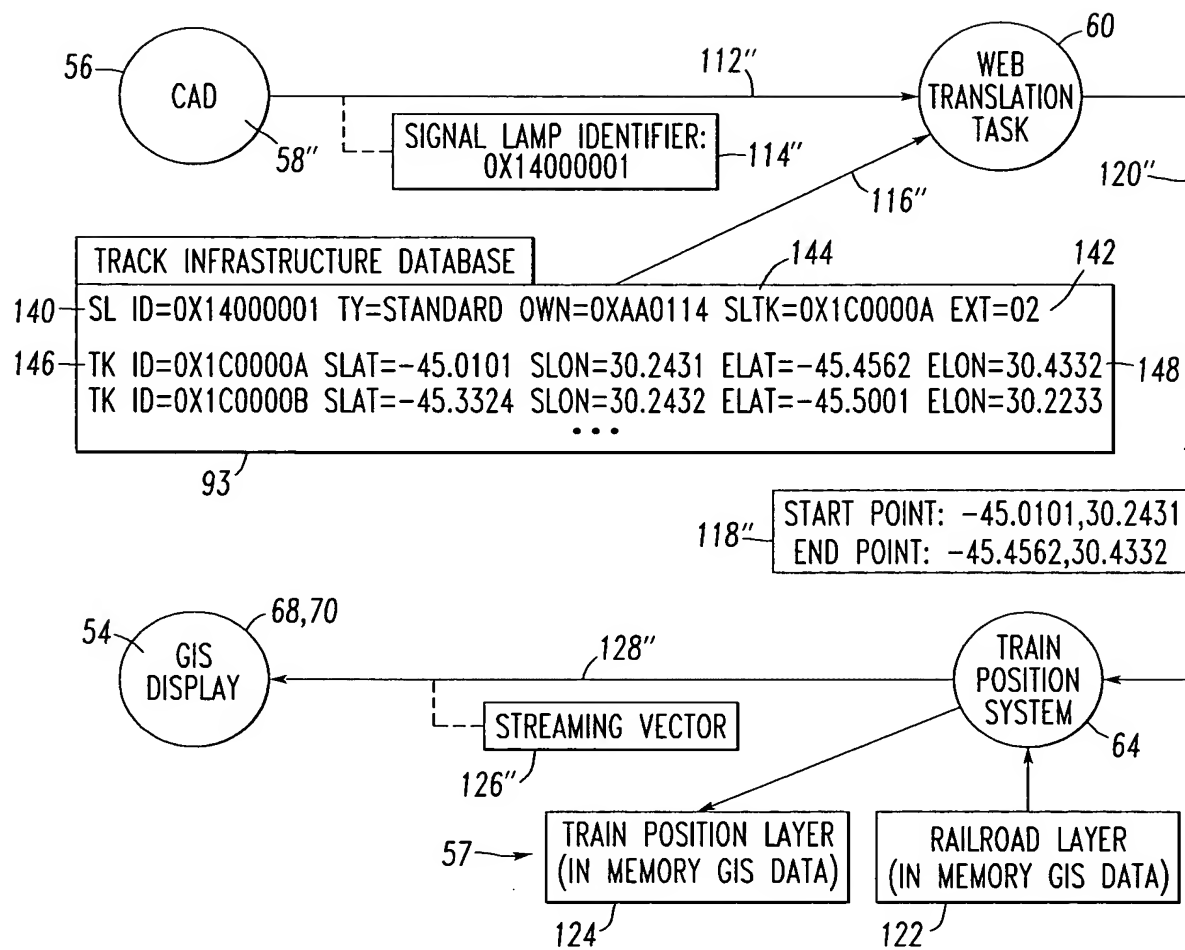 56
CAD
58"
112"
60
WEB
TRANSLATION
TASK
SIGNAL LAMP IDENTIFIER:
0X14000001
114"
116"
120"
TRACK INFRASTRUCTURE DATABASE
144
142
140
SL ID=0X14000001 TY=STANDARD OWN=0XAA0114 SLTK=0X1C0000A EXT=02
146
TK ID=0X1C0000A SLAT=-45.0101 SLON=30.2431 ELAT=-45.4562 ELON=30.4332
148
TK ID=0X1C0000B SLAT=-45.3324 SLON=30.2432 ELAT=-45.5001 ELON=30.2233
•••
93
118"
START POINT: -45.0101,30.2431
END POINT: -45.4562,30.4332
54
GIS
DISPLAY
68,70
128"
STREAMING VECTOR
126"
TRAIN
POSITION
SYSTEM
64
57
TRAIN POSITION LAYER
(IN MEMORY GIS DATA)
124
RAILROAD LAYER
(IN MEMORY GIS DATA)
122